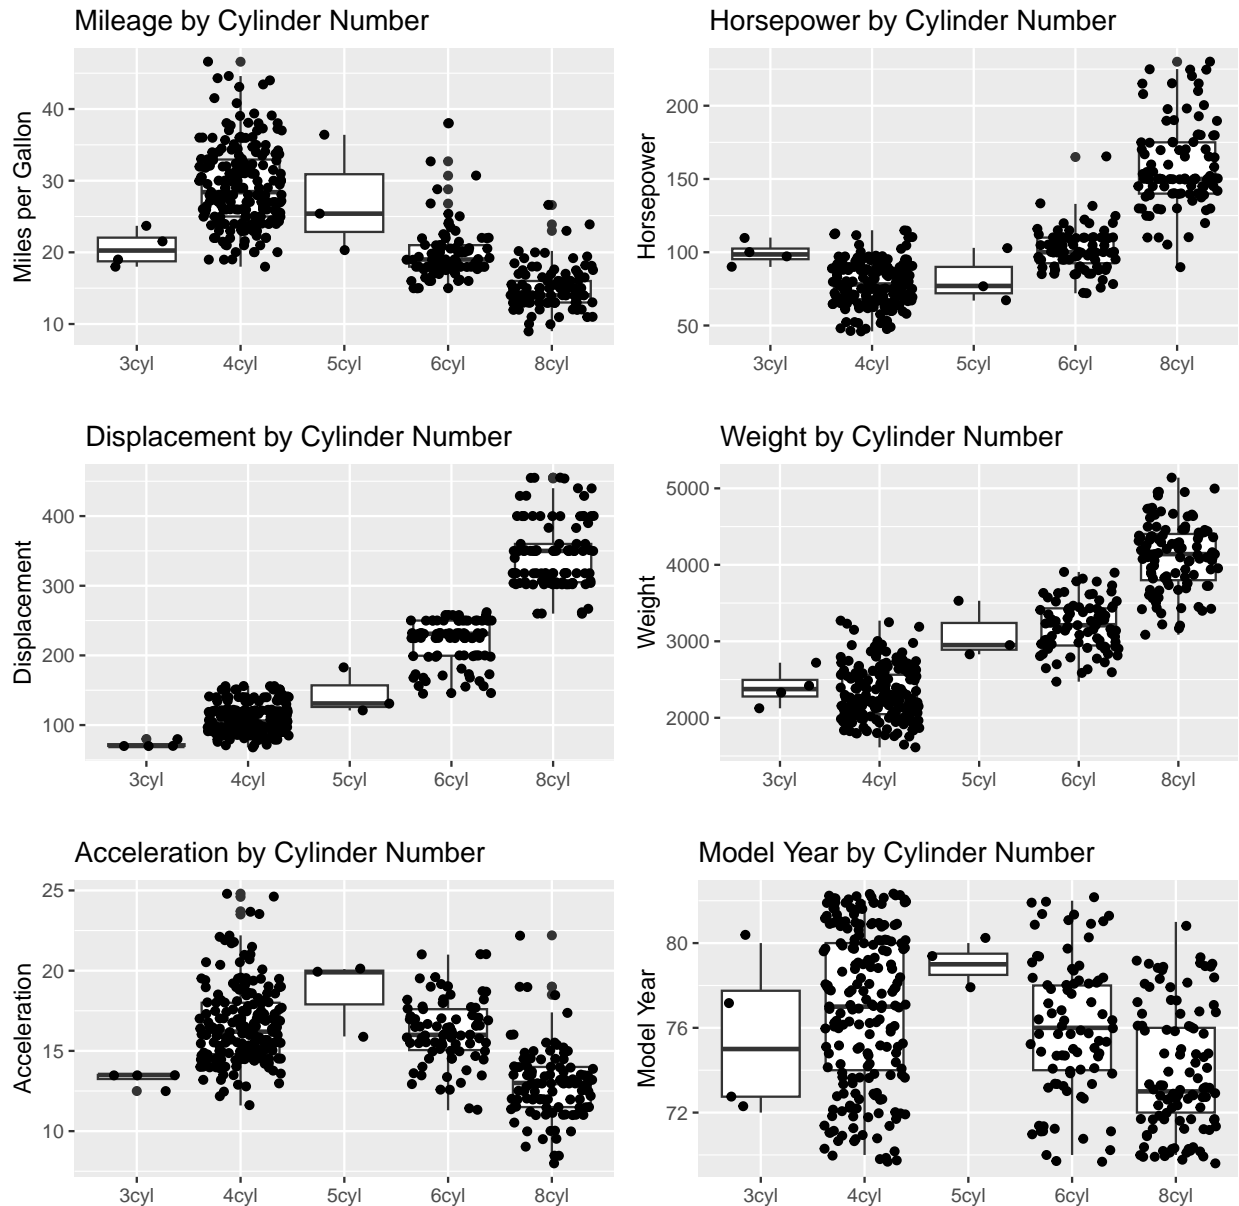 Mileage by Cylinder Number
Miles per Gallon
40
30
20
10
3cyl 4cyl 5cyl 6cyl 8cyl
Horsepower by Cylinder Number
Horsepower
200
150
100
50
3cyl 4cyl 5cyl 6cyl 8cyl
Displacement by Cylinder Number
Displacement
400
300
200
100
3cyl 4cyl 5cyl 6cyl 8cyl
Weight by Cylinder Number
Weight
5000
4000
3000
2000
3cyl 4cyl 5cyl 6cyl 8cyl
Acceleration by Cylinder Number
Acceleration
25
20
15
10
3cyl 4cyl 5cyl 6cyl 8cyl
Model Year by Cylinder Number
Model Year
80
76
72
3cyl 4cyl 5cyl 6cyl 8cyl